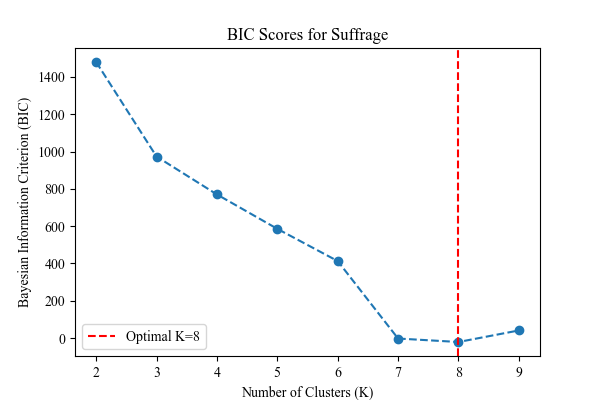 BIC Scores for Suffrage
Bayesian Information Criterion (BIC)
1400
1200
1000
800
600
400
200
0
Optimal K=8
2 3 4 5 6 7 8 9
Number of Clusters (K)